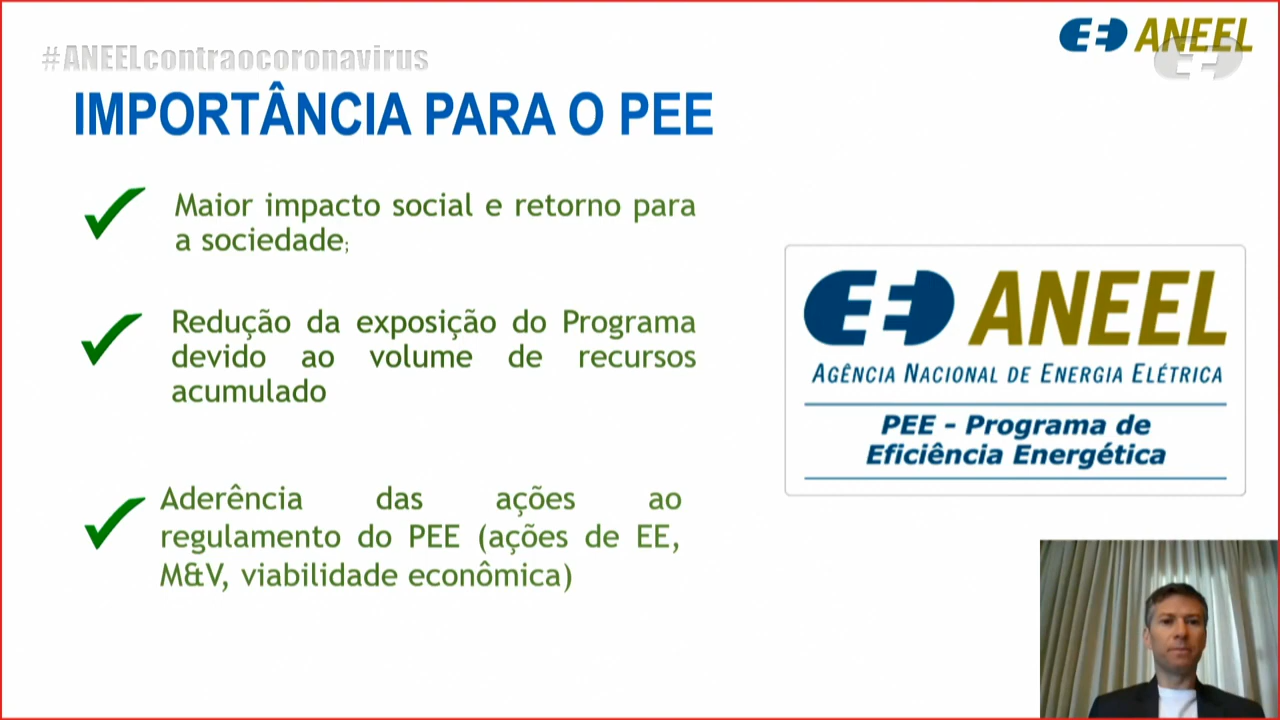 #ANEELcontraocoronavirus
ANEEL
IMPORTÂNCIA PARA O PEE
Maior impacto social e retorno para
a sociedade;
Redução da exposição do Programa
devido ao volume de recursos
acumulado
Aderência das ações ao
regulamento do PEE (ações de EE,
M&V, viabilidade econômica)
ANEEL
AGÊNCIA NACIONAL DE ENERGIA ELÉTRICA
PEE - Programa de
Eficiência Energética